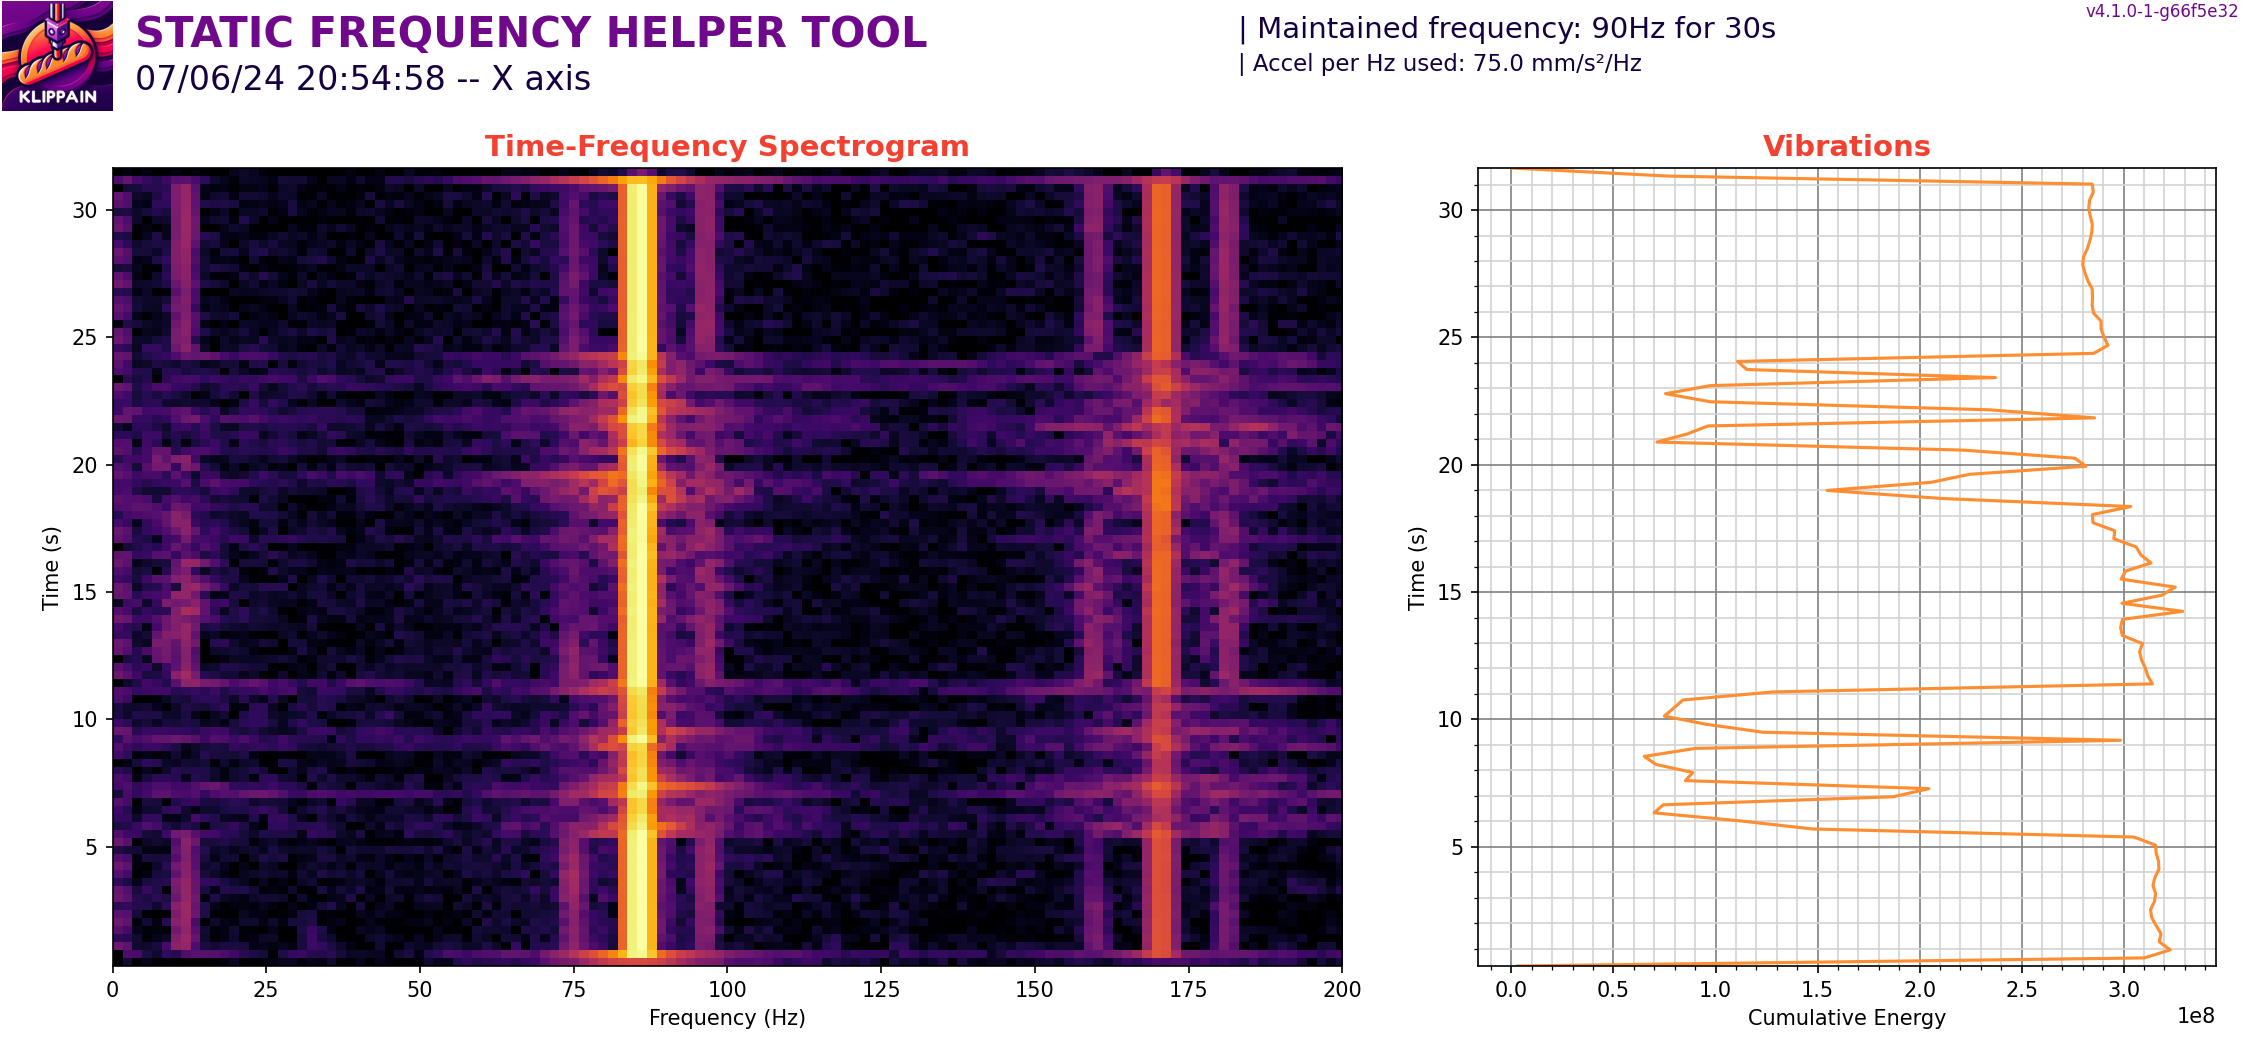 KLIPPAIN
STATIC FREQUENCY HELPER TOOL
07/06/24 20:54:58 -- X axis
| Maintained frequency: 90Hz for 30s
| Accel per Hz used: 75.0 mm/s²/Hz
v4.1.0-1-g66f5e32
Time-Frequency Spectrogram
Time (s)
30
25
20
15
10
5
0 25 50 75 100 125 150 175 200
Frequency (Hz)
Vibrations
Time (s)
30
25
20
15
10
5
0.0 0.5 1.0 1.5 2.0 2.5 3.0
1e8
Cumulative Energy